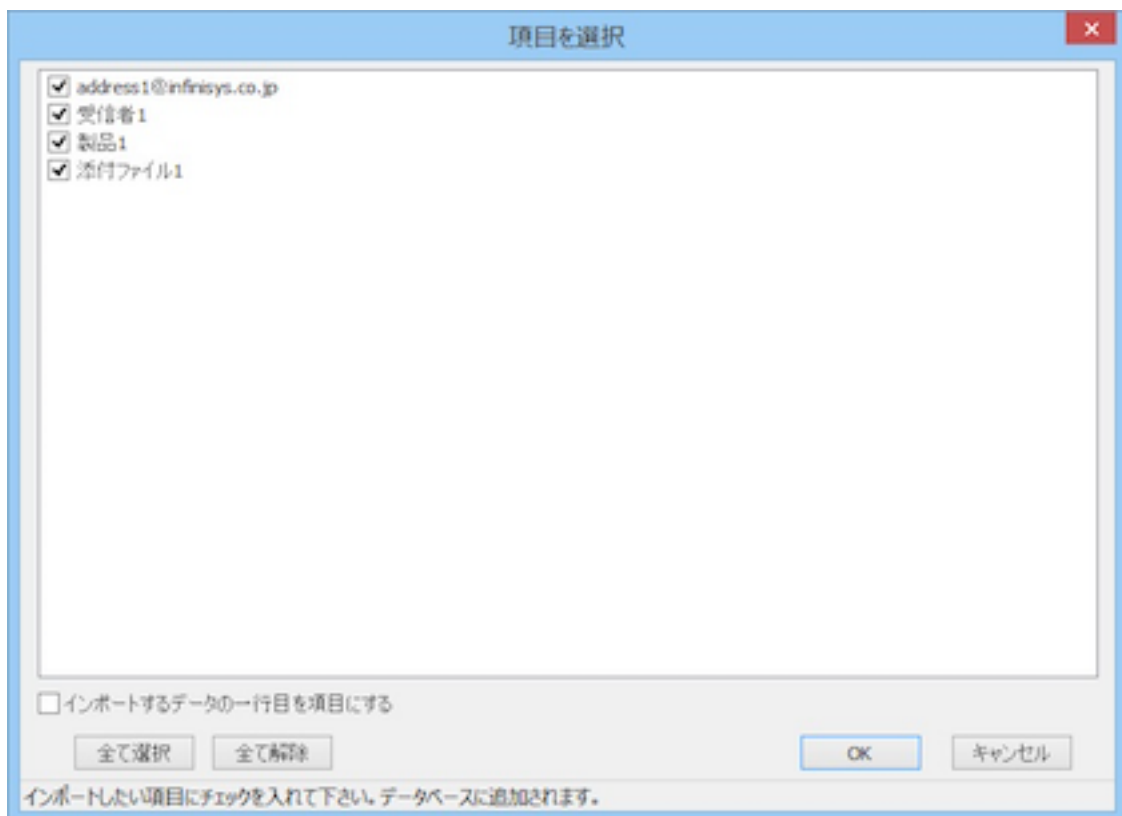 項目を選択
address1@infinisys.co.jp
受信者1
製品1
添付ファイル1
インポートするデータの一行目を項目にする
全て選択 全て解除 OK キャンセル
インポートしたい項目にチェックを入れて下さい。データベースに追加されます。